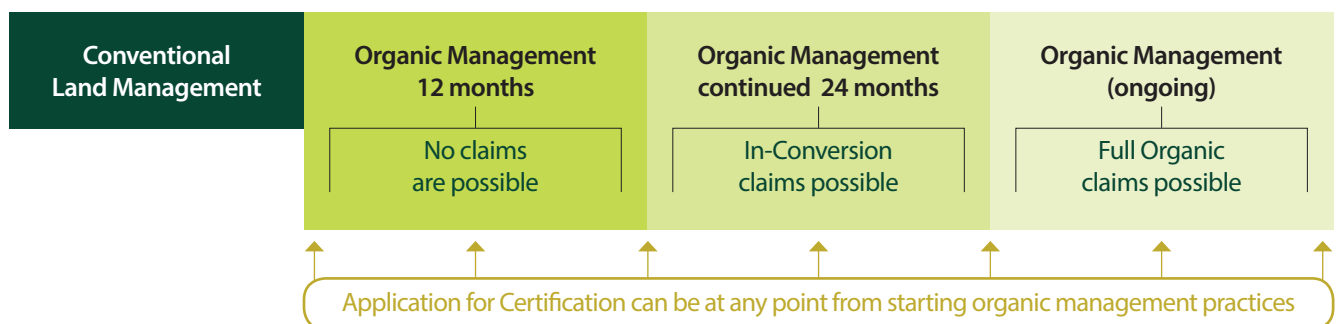 Conventional
Land Management
Organic Management
12 months
No claims
are possible
Organic Management
continued 24 months
In-Conversion
claims possible
Organic Management
(ongoing)
Full Organic
claims possible
Application for Certification can be at any point from starting organic management practices